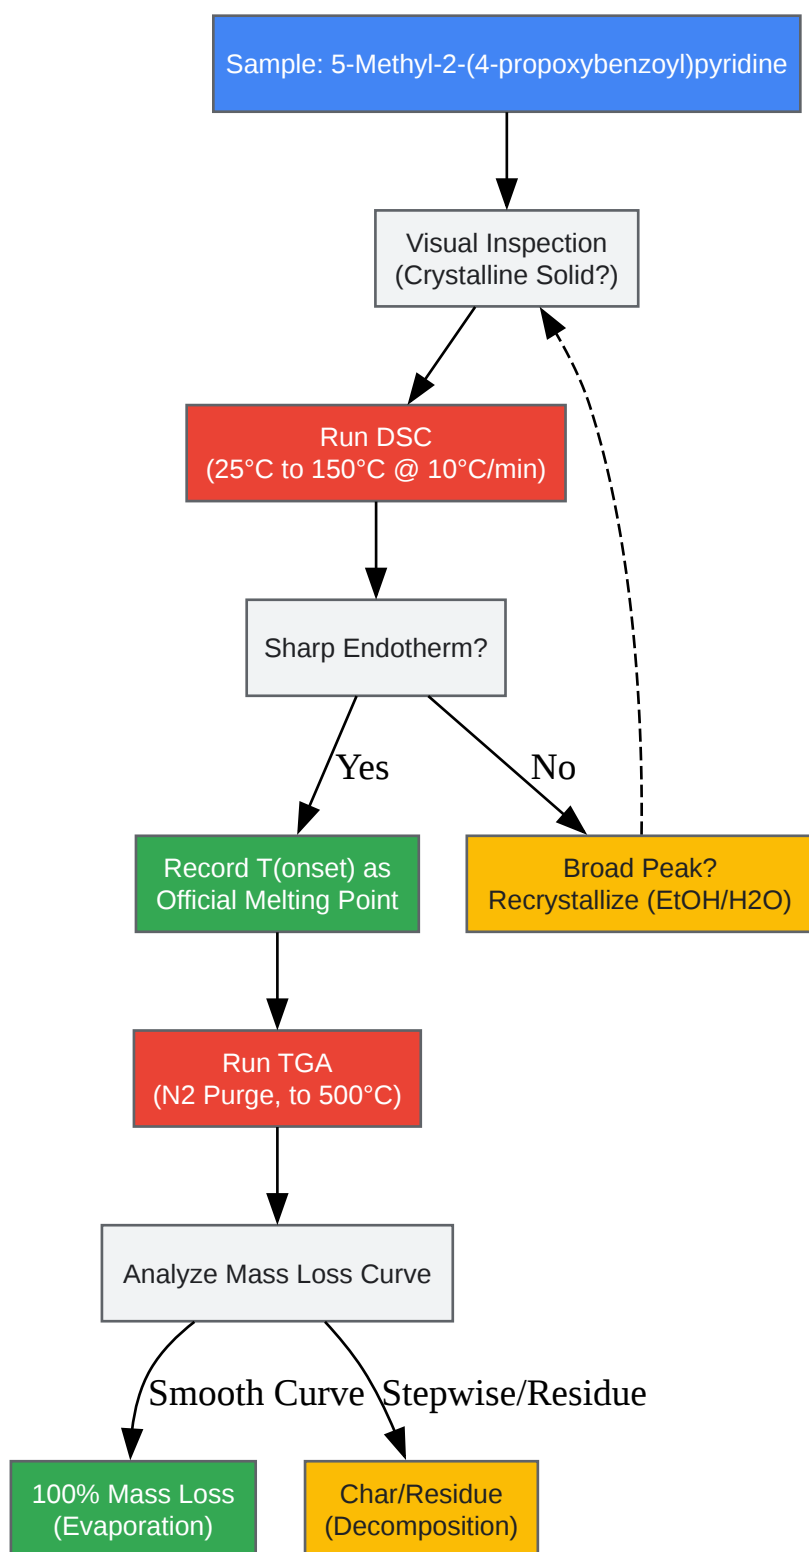 Sample: 5-Methyl-2-(4-propoxybenzoyl)pyridine
Visual Inspection
(Crystalline Solid?)
Run DSC
(25°C to 150°C @ 10°C/min)
Sharp Endotherm?
Yes
No
Record T(onset) as
Official Melting Point
Broad Peak?
Recrystallize (EtOH/H2O)
Run TGA
(N2 Purge, to 500°C)
Analyze Mass Loss Curve
Smooth Curve
Stepwise/Residue
100% Mass Loss
(Evaporation)
Char/Residue
(Decomposition)